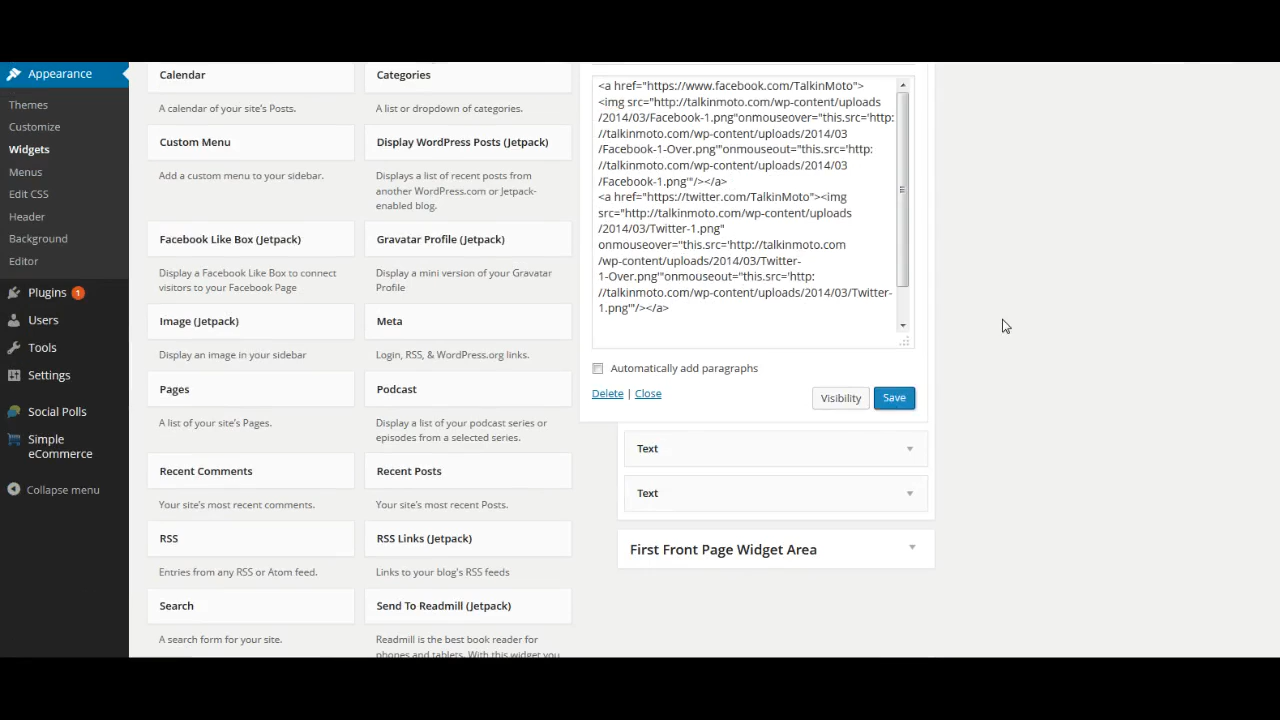 Appearance
Themes
Customize
Widgets
Menus
Edit CSS
Header
Background
Editor
Plugins 1
Users
Tools
Settings
Social Polls
Simple
eCommerce
Collapse menu
Calendar
A calendar of your site's Posts.
Custom Menu
Add a custom menu to your sidebar.
Facebook Like Box (Jetpack)
Display a Facebook Like Box to connect
visitors to your Facebook Page
Image (Jetpack)
Display an image in your sidebar
Pages
A list of your site's Pages.
Recent Comments
Your site's most recent comments.
RSS
Entries from any RSS or Atom feed.
Search
A search form for your site.
Categories
A list or dropdown of categories.
Display WordPress Posts (Jetpack)
Displays a list of recent posts from
another WordPress.com or Jetpack-
enabled blog.
Gravatar Profile (Jetpack)
Display a mini version of your Gravatar
Profile
Meta
Login, RSS, & WordPress.org links.
Podcast
Display a list of your podcast series or
episodes from a selected series.
Recent Posts
Your site's most recent Posts.
RSS Links (Jetpack)
Links to your blog's RSS feeds
Send To Readmill (Jetpack)
Readmill is the best book reader for
phones and tablets. With this widget you
<a href="https://www.facebook.com/TalkinMoto">
<img src="http://talkinmoto.com/wp-content/uploads
/2014/03/Facebook-1.png"onmouseover="this.src='http:
//talkinmoto.com/wp-content/uploads/2014/03
/Facebook-1-Over.png'"onmouseout="this.src='http:
//talkinmoto.com/wp-content/uploads/2014/03
/Facebook-1.png'"/></a>
<a href="https://twitter.com/TalkinMoto"><img
src="http://talkinmoto.com/wp-content/uploads
/2014/03/Twitter-1.png"
onmouseover="this.src='http://talkinmoto.com
/wp-content/uploads/2014/03/Twitter-
1-Over.png'"onmouseout="this.src='http:
//talkinmoto.com/wp-content/uploads/2014/03/Twitter-
1.png'"/></a>
Automatically add paragraphs
Delete | Close
Visibility
Save
Text
Text
First Front Page Widget Area